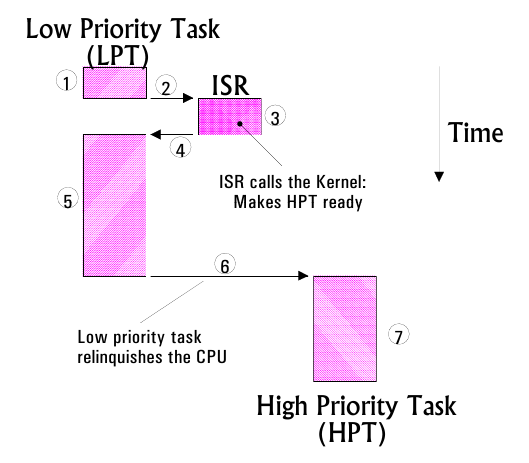 Low Priority Task
(LPT)
1
2
ISR
3
Time
4
ISR calls the Kernel:
Makes HPT ready
5
6
Low priority task
relinquishes the CPU
7
High Priority Task
(HPT)